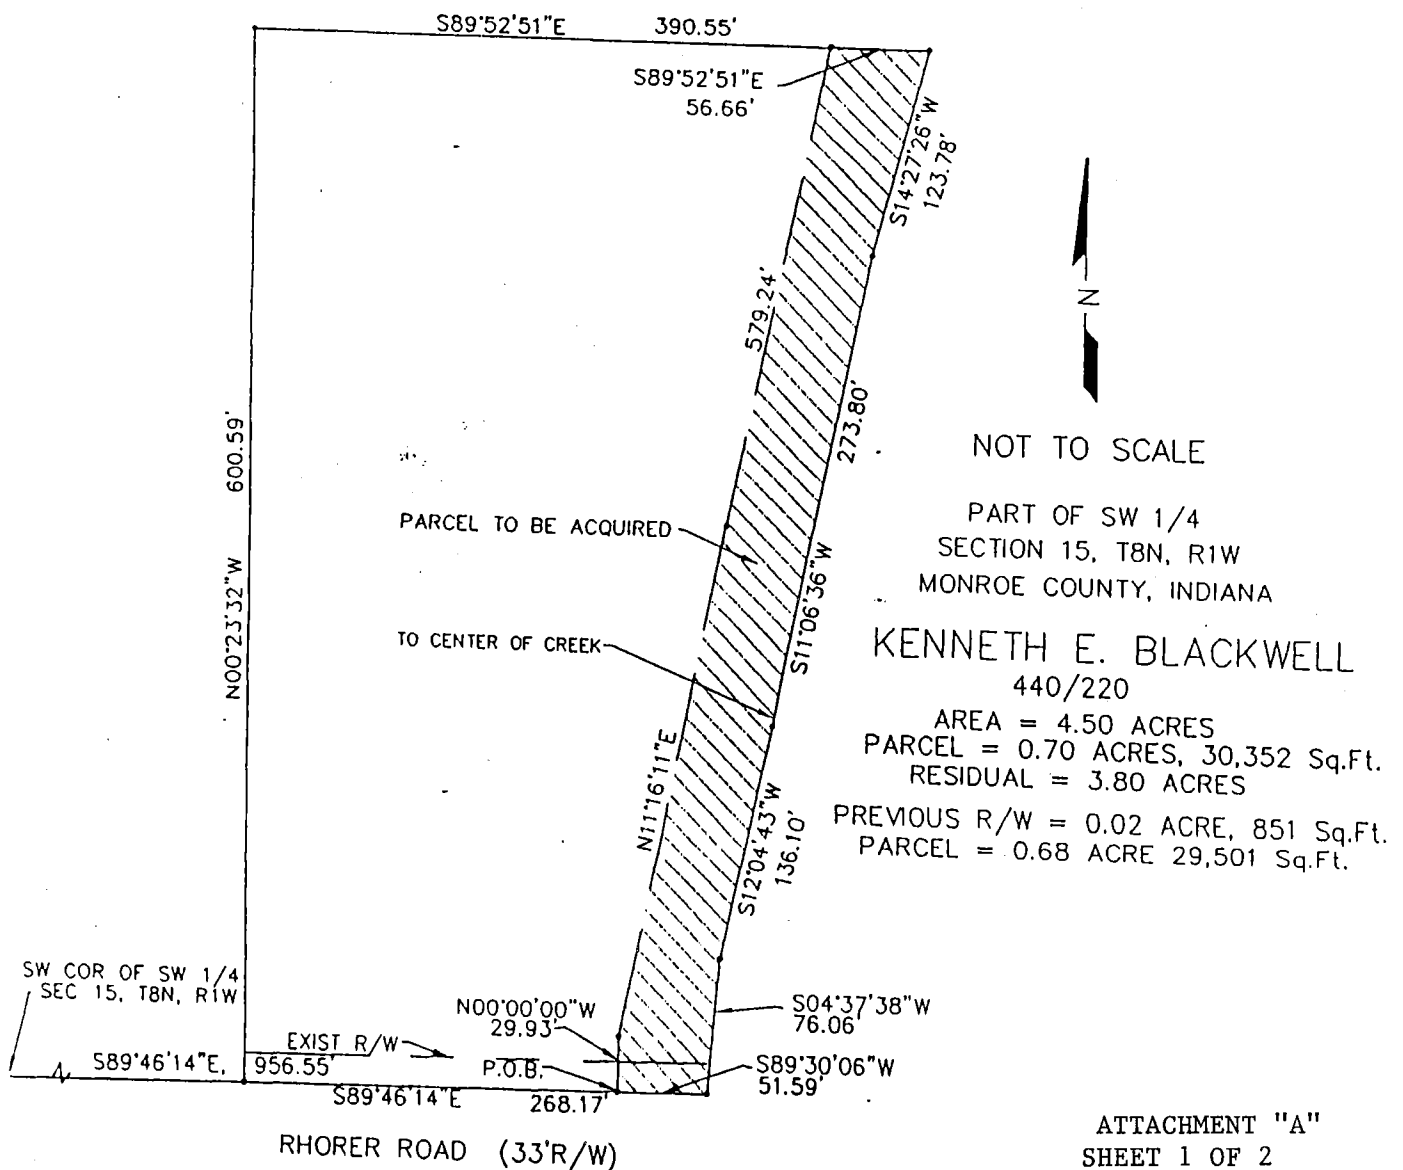 S89°52'51"E 390.55'
S89°52'51"E
56.66'
S14°27'26"W
123.78'
579.24'
273.80'
N
NOT TO SCALE
600.59'
PART OF SW 1/4
SECTION 15, T8N, R1W
MONROE COUNTY, INDIANA
PARCEL TO BE ACQUIRED
N00°23'32"W
S11°06'36"W
TO CENTER OF CREEK
KENNETH E. BLACKWELL
440/220
AREA = 4.50 ACRES
PARCEL = 0.70 ACRES, 30,352 Sq.Ft.
RESIDUAL = 3.80 ACRES
N11°16'11"E
S12°04'43"W
136.10'
PREVIOUS R/W = 0.02 ACRE, 851 Sq.Ft.
PARCEL = 0.68 ACRE 29,501 Sq.Ft.
SW COR OF SW 1/4
SEC 15, T8N, R1W
N00°00'00"W
29.93'
S04°37'38"W
76.06'
EXIST R/W
S89°46'14"E, 956.55'
P.O.B.
S89°30'06"W
51.59'
S89°46'14"E 268.17'
RHORER ROAD (33'R/W)
ATTACHMENT "A"
SHEET 1 OF 2